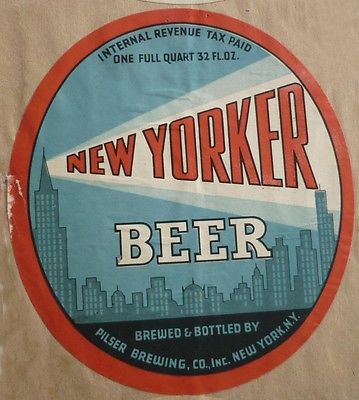 INTERNAL REVENUE TAX PAID
ONE FULL QUART 32 FL.OZ.
NEW YORKER
BEER
BREWED & BOTTLED BY
PILSER BREWING, CO., INC. NEW YORK, N.Y.